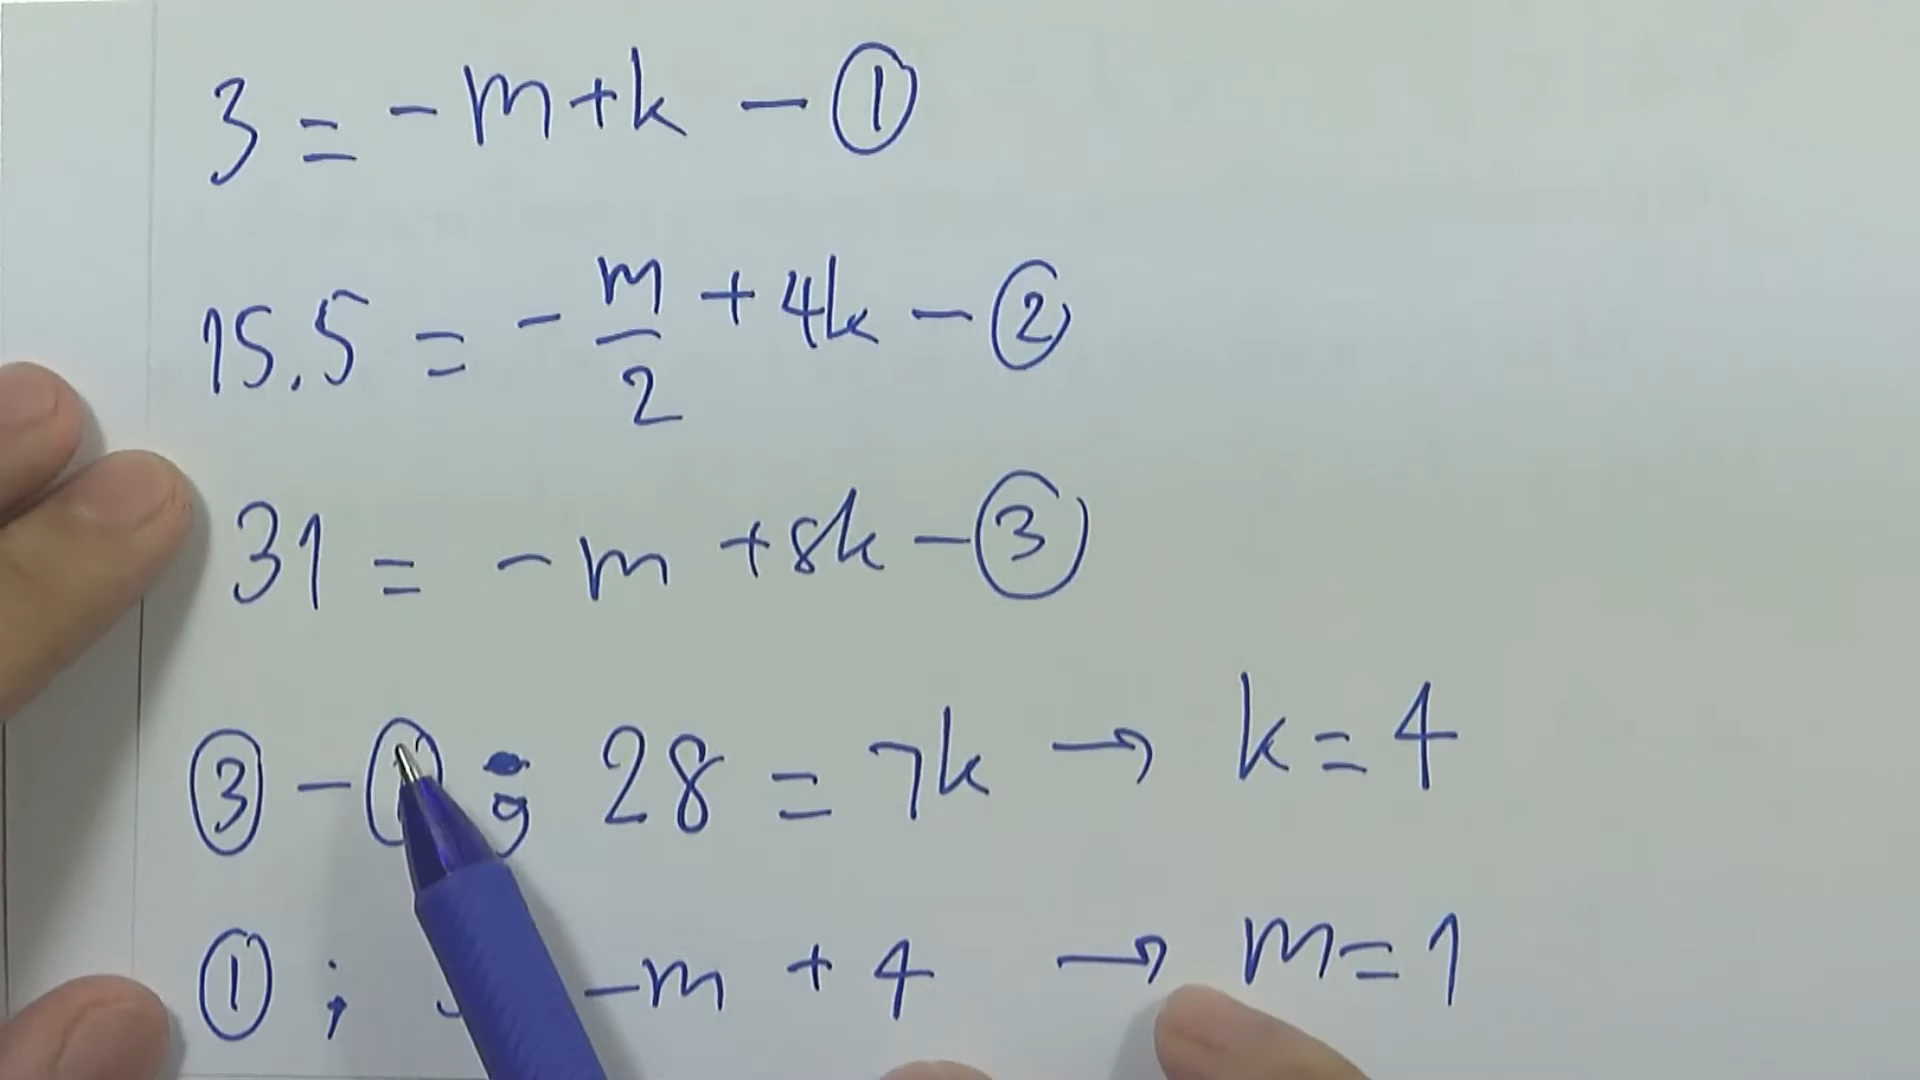 3 = - m + k - ①
15.5 = - m/2 + 4k - ②
31 = - m + 8k - ③
③ - ① ; 28 = 7k → k = 4
① ; - m + 4 → m = 1